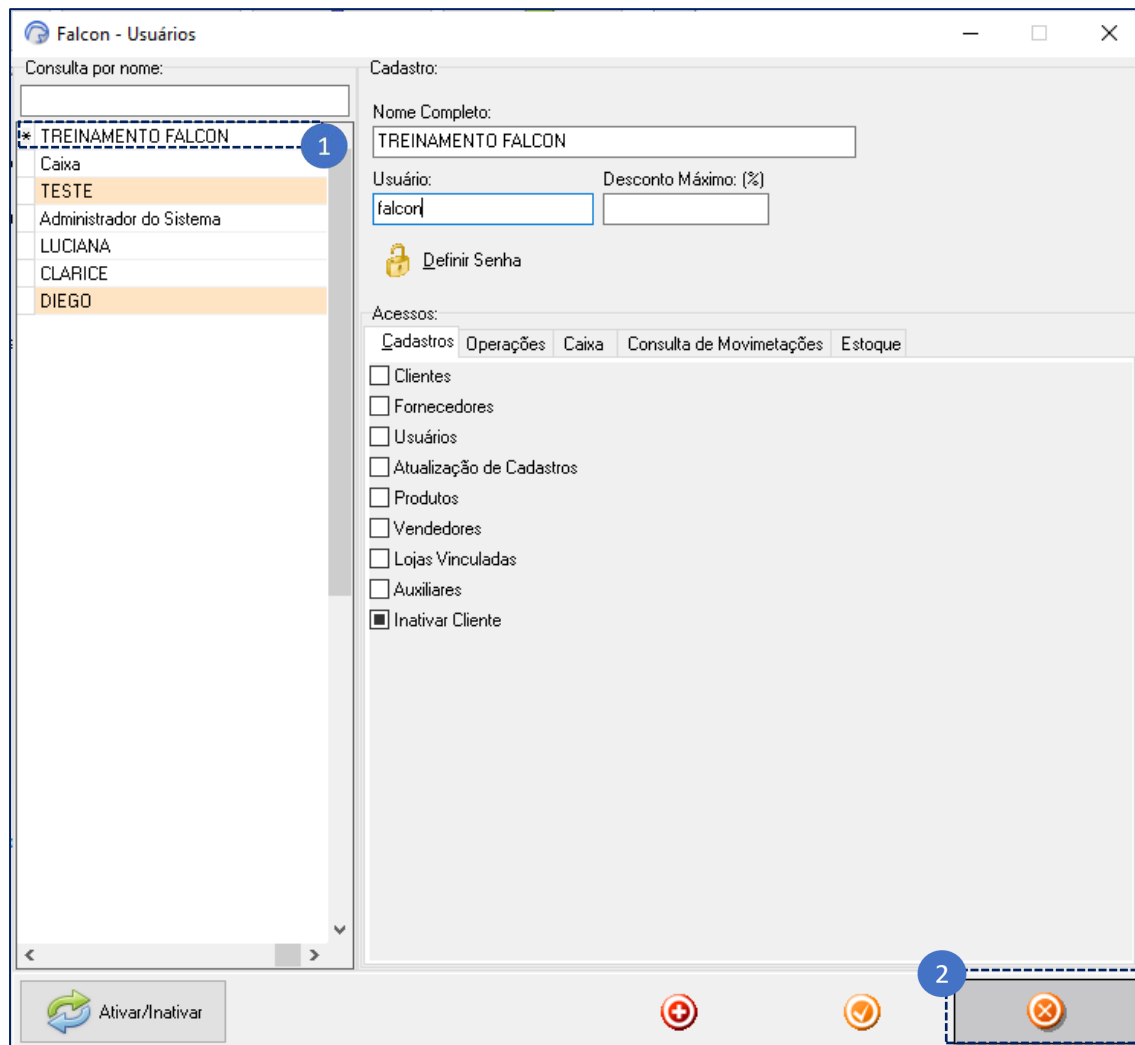 Falcon - Usuários
Consulta por nome:
* TREINAMENTO FALCON
1
Caixa
TESTE
Administrador do Sistema
LUCIANA
CLARICE
DIEGO
Cadastro:
Nome Completo:
TREINAMENTO FALCON
Usuário: Desconto Máximo: (%)
falcon
Definir Senha
Acessos:
Cadastros Operações Caixa Consulta de Movimetações Estoque
Clientes
Fornecedores
Usuários
Atualização de Cadastros
Produtos
Vendedores
Lojas Vinculadas
Auxiliares
Inativar Cliente
Ativar/Inativar
2